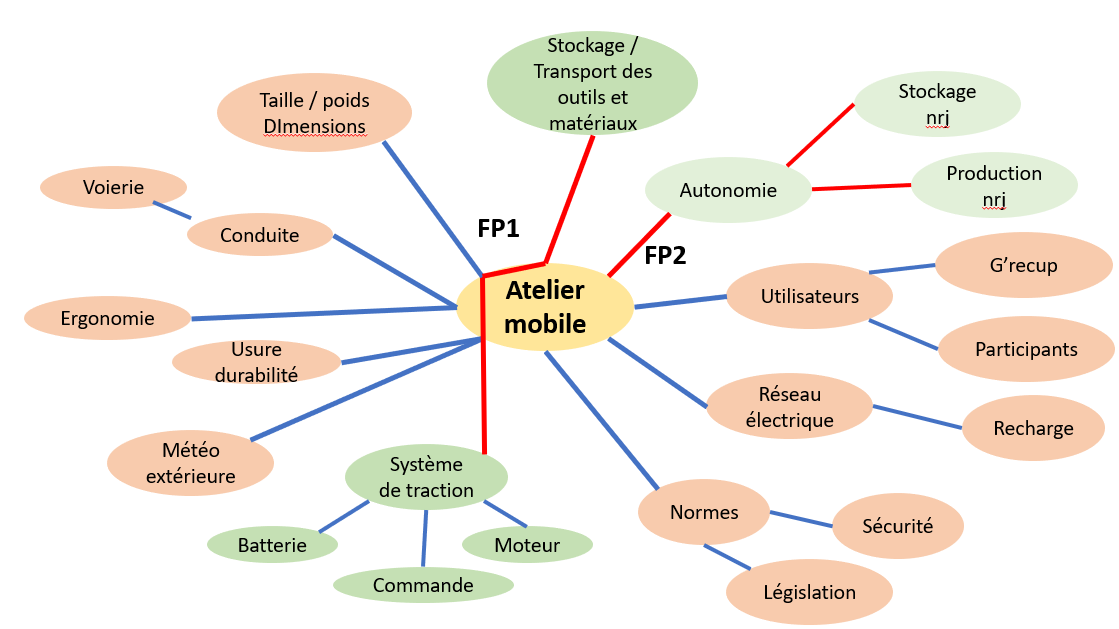 Stockage /
Transport des
outils et
matériaux
Taille / poids
DImensions
Stockage
nrj
Production
nrj
Autonomie
Voierie
Conduite
FP1
FP2
G’recup
Atelier
mobile
Utilisateurs
Ergonomie
Usure
durabilité
Participants
Réseau
électrique
Recharge
Météo
extérieure
Système
de traction
Normes
Sécurité
Batterie
Moteur
Commande
Législation